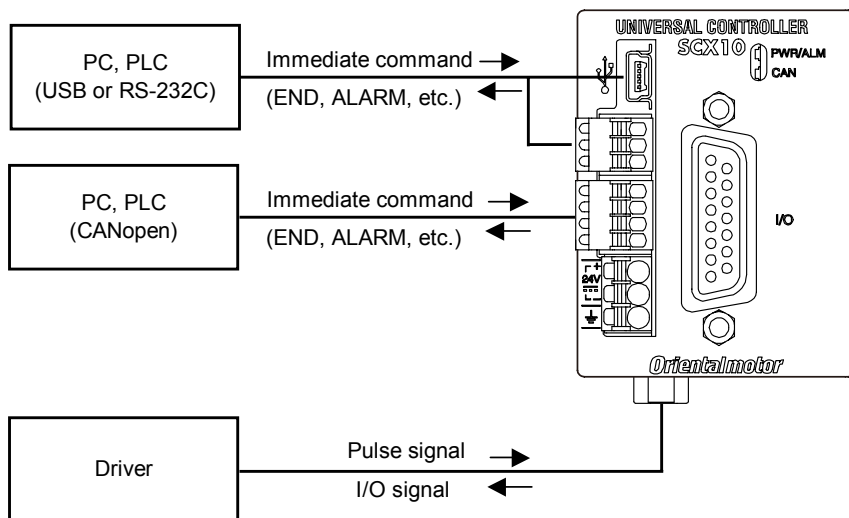 UNIVERSAL CONTROLLER
SCX10
PWR/ALM
CAN
PC, PLC
(USB or RS-232C)
Immediate command
(END, ALARM, etc.)
PC, PLC
(CANopen)
Immediate command
(END, ALARM, etc.)
I/O
+
24V
Orientalmotor
Driver
Pulse signal
I/O signal